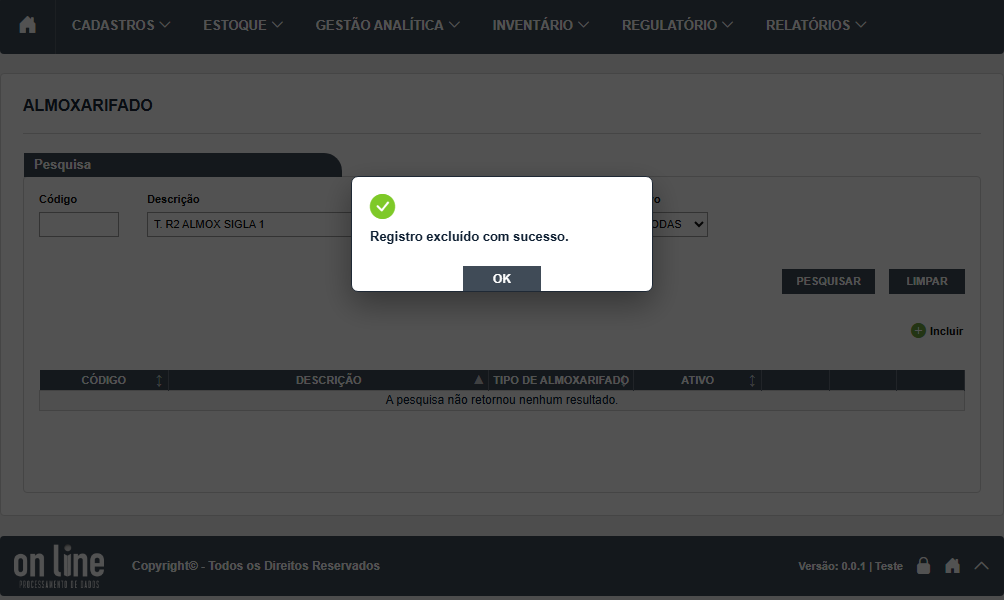 CADASTROS ESTOQUE GESTÃO ANALÍTICA INVENTÁRIO REGULATÓRIO RELATÓRIOS
ALMOXARIFADO
Pesquisa
Código Descrição
T. R2 ALMOX SIGLA 1
Registro excluído com sucesso.
OK
PESQUISAR LIMPAR
Incluir
CÓDIGO DESCRIÇÃO TIPO DE ALMOXARIFADO ATIVO
A pesquisa não retornou nenhum resultado.
on line
PROCESSAMENTO DE DADOS
Copyright© - Todos os Direitos Reservados
Versão: 0.0.1 | Teste